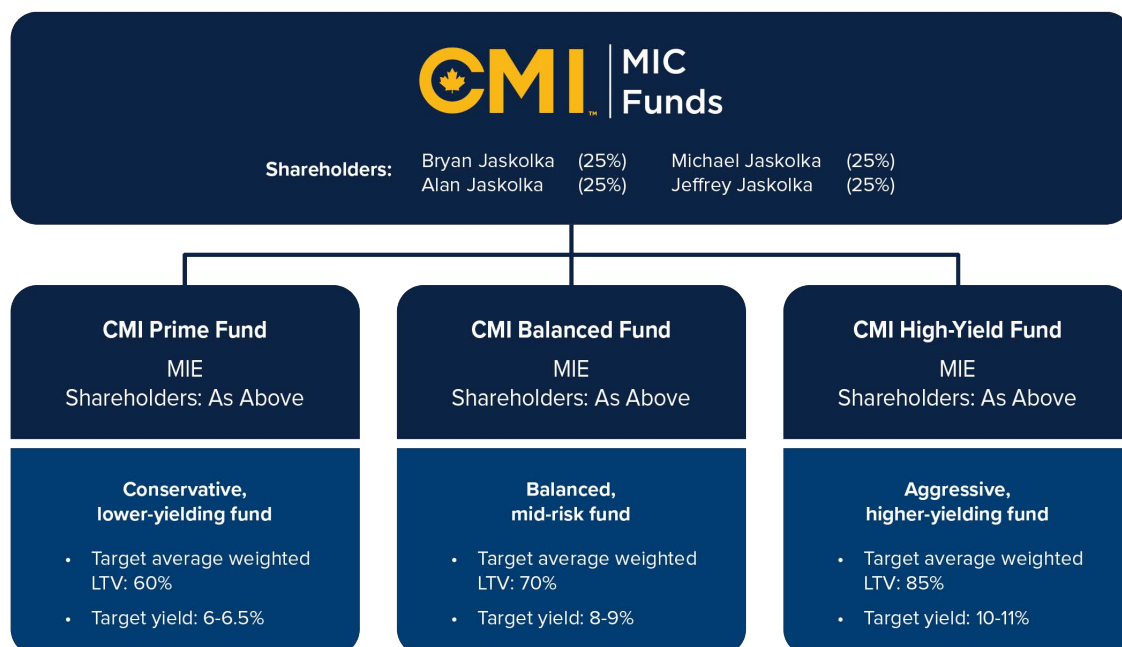 CMI™
MIC
Funds
Shareholders:
Bryan Jaskolka (25%) Michael Jaskolka (25%)
Alan Jaskolka (25%) Jeffrey Jaskolka (25%)
CMI Prime Fund
MIE
Shareholders: As Above
Conservative,
lower-yielding fund
• Target average weighted
LTV: 60%
• Target yield: 6-6.5%
CMI Balanced Fund
MIE
Shareholders: As Above
Balanced,
mid-risk fund
• Target average weighted
LTV: 70%
• Target yield: 8-9%
CMI High-Yield Fund
MIE
Shareholders: As Above
Aggressive,
higher-yielding fund
• Target average weighted
LTV: 85%
• Target yield: 10-11%